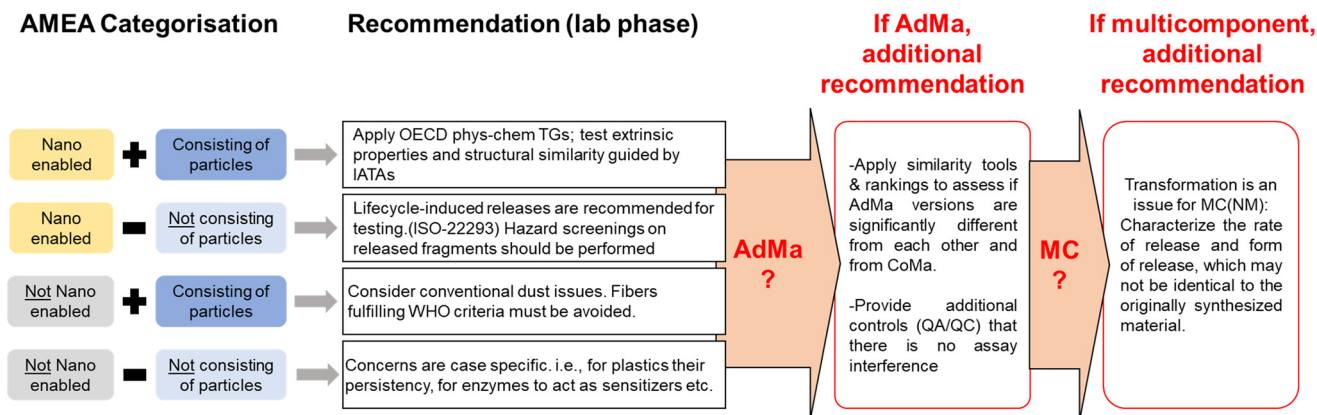 AMEA Categorisation
Recommendation (lab phase)
If AdMa,
additional
recommendation
If multicomponent,
additional
recommendation
Nano
enabled
Consisting of
particles
Apply OECD phys-chem TGs; test extrinsic
properties and structural similarity guided by
IATAs
Nano
enabled
Not consisting
of particles
Lifecycle-induced releases are recommended for
testing.(ISO-22293) Hazard screenings on
released fragments should be performed
Not Nano
enabled
Consisting of
particles
Consider conventional dust issues. Fibers
fulfilling WHO criteria must be avoided.
Not Nano
enabled
Not consisting
of particles
Concerns are case specific. i.e., for plastics their
persistency, for enzymes to act as sensitizers etc.
AdMa
?
-Apply similarity tools
& rankings to assess if
AdMa versions are
significantly different
from each other and
from CoMa.
-Provide additional
controls (QA/QC) that
there is no assay
interference
MC
?
Transformation is an
issue for MC(NM):
Characterize the rate
of release and form
of release, which may
not be identical to the
originally synthesized
material.